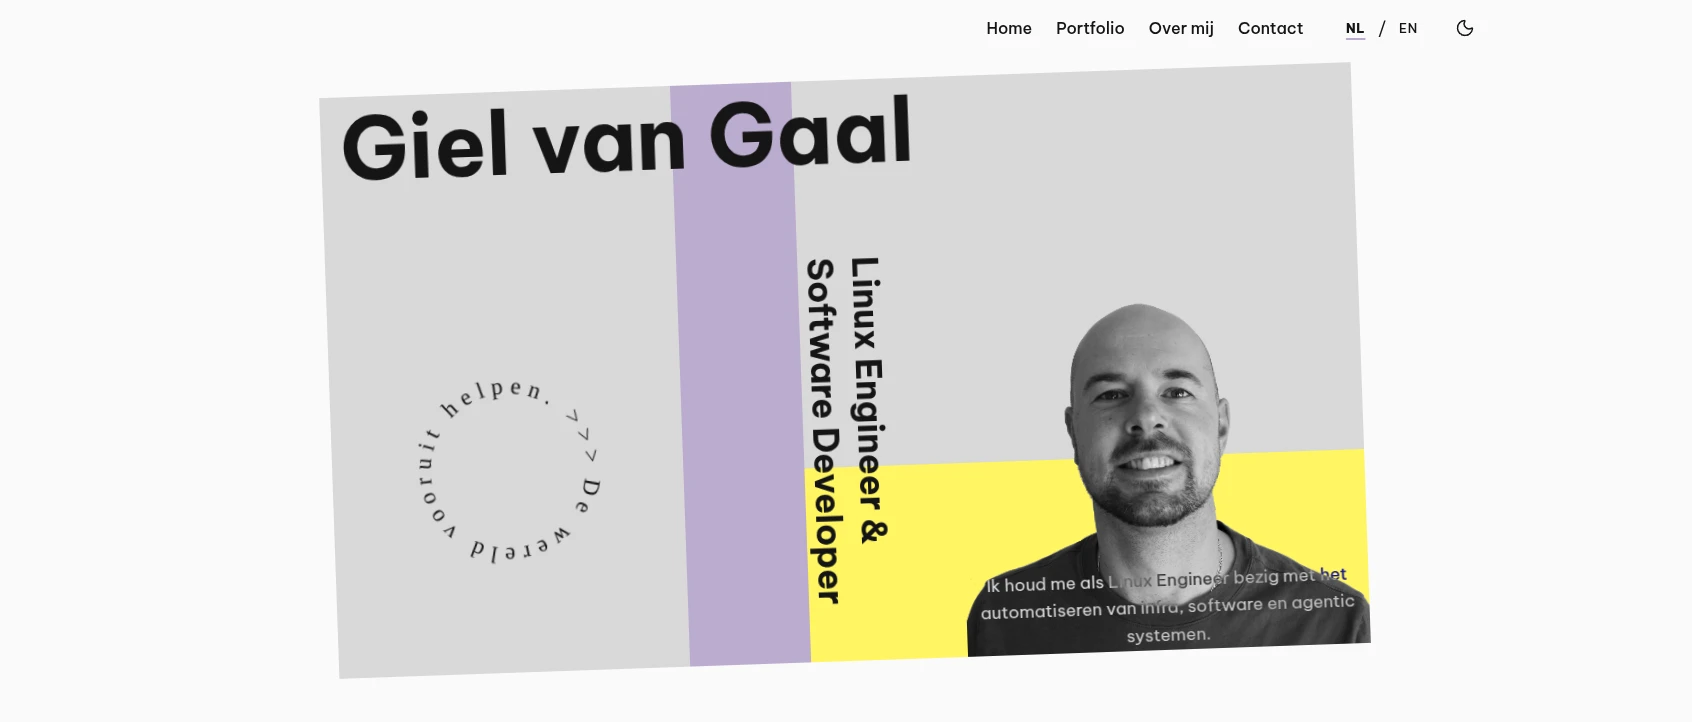 Home Portfolio Over mij Contact NL / EN
Giel van Gaal
Linux Engineer &
Software Developer
>>> De wereld vooruit helpen.
Ik houd me als Linux Engineer bezig met het
automatiseren van infra, software en agentic
systemen.